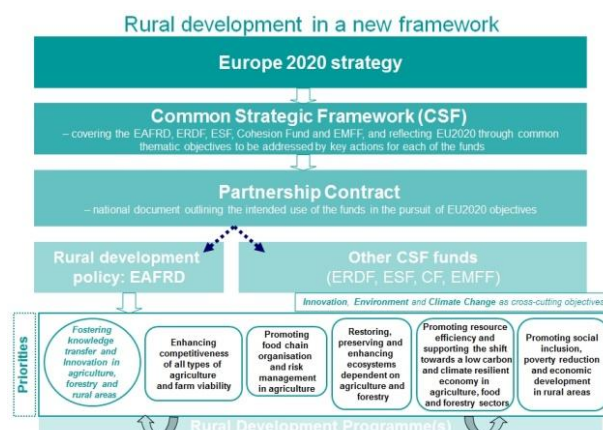 Rural development in a new framework
Europe 2020 strategy
Common Strategic Framework (CSF)
– covering the EAFRD, ERDF, ESF, Cohesion Fund and EMFF, and reflecting EU2020 through common
thematic objectives to be addressed by key actions for each of the funds
Partnership Contract
– national document outlining the intended use of the funds in the pursuit of EU2020 objectives
Rural development
policy: EAFRD
Other CSF funds
(ERDF, ESF, CF, EMFF)
Innovation, Environment and Climate Change as cross-cutting objectives
Priorities
Fostering
knowledge
transfer and
Innovation in
agriculture,
forestry and
rural areas
Enhancing
competitiveness
of all types of
agriculture
and farm viability
Promoting
food chain
organisation
and risk
management
in agriculture
Restoring,
preserving and
enhancing
ecosystems
dependent on
agriculture and
forestry
Promoting resource
efficiency and
supporting the shift
towards a low carbon
and climate resilient
economy in
agriculture, food
and forestry sectors
Promoting social
inclusion,
poverty reduction
and economic
development
in rural areas
Rural Development Programme(s)